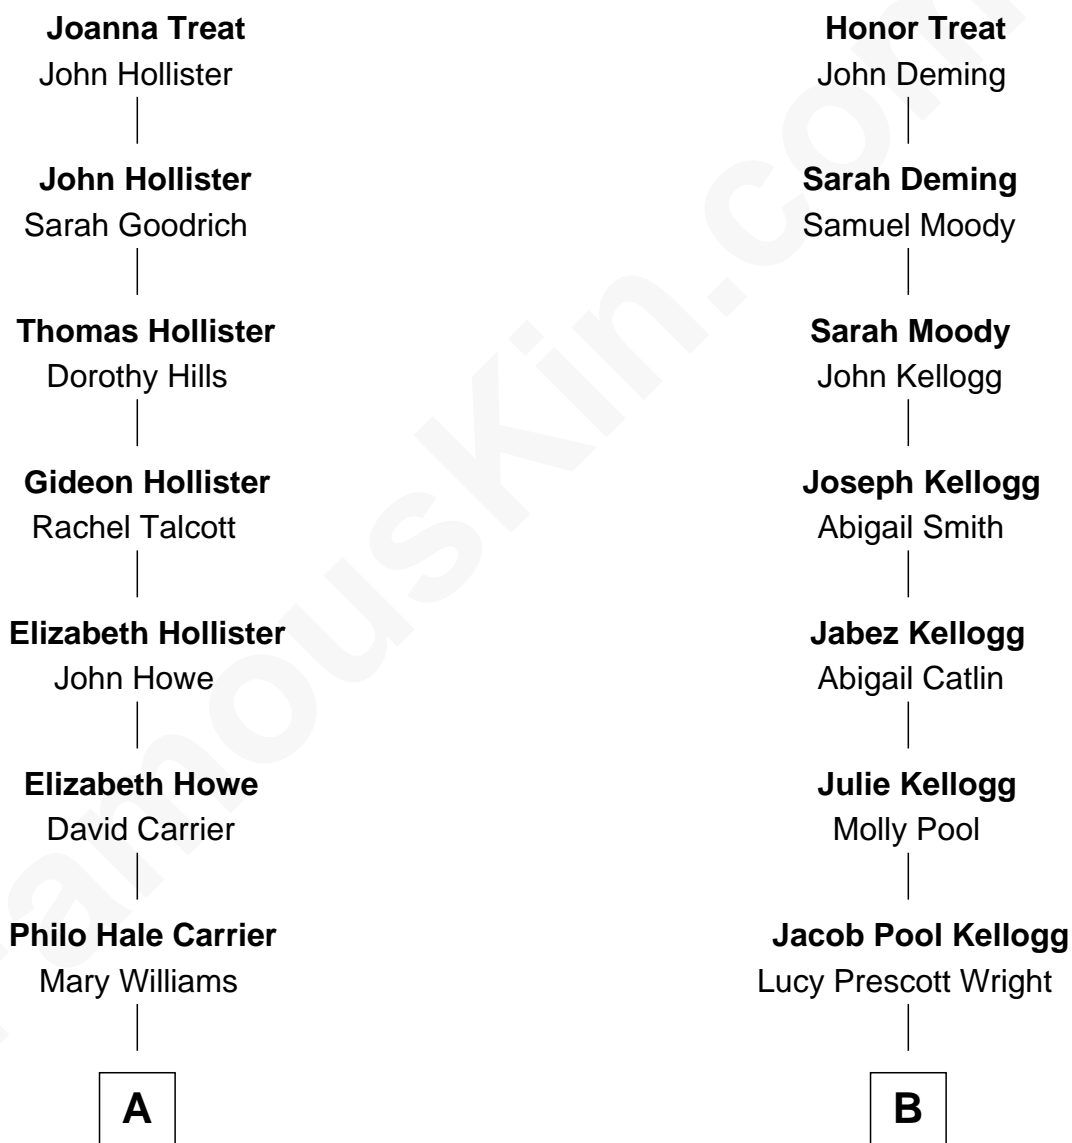 Joanna Treat
John Hollister
John Hollister
Sarah Goodrich
Thomas Hollister
Dorothy Hills
Gideon Hollister
Rachel Talcott
Elizabeth Hollister
John Howe
Elizabeth Howe
David Carrier
Philo Hale Carrier
Mary Williams
A
Honor Treat
John Deming
Sarah Deming
Samuel Moody
Sarah Moody
John Kellogg
Joseph Kellogg
Abigail Smith
Jabez Kellogg
Abigail Catlin
Julie Kellogg
Molly Pool
Jacob Pool Kellogg
Lucy Prescott Wright
B
FamousKin.com